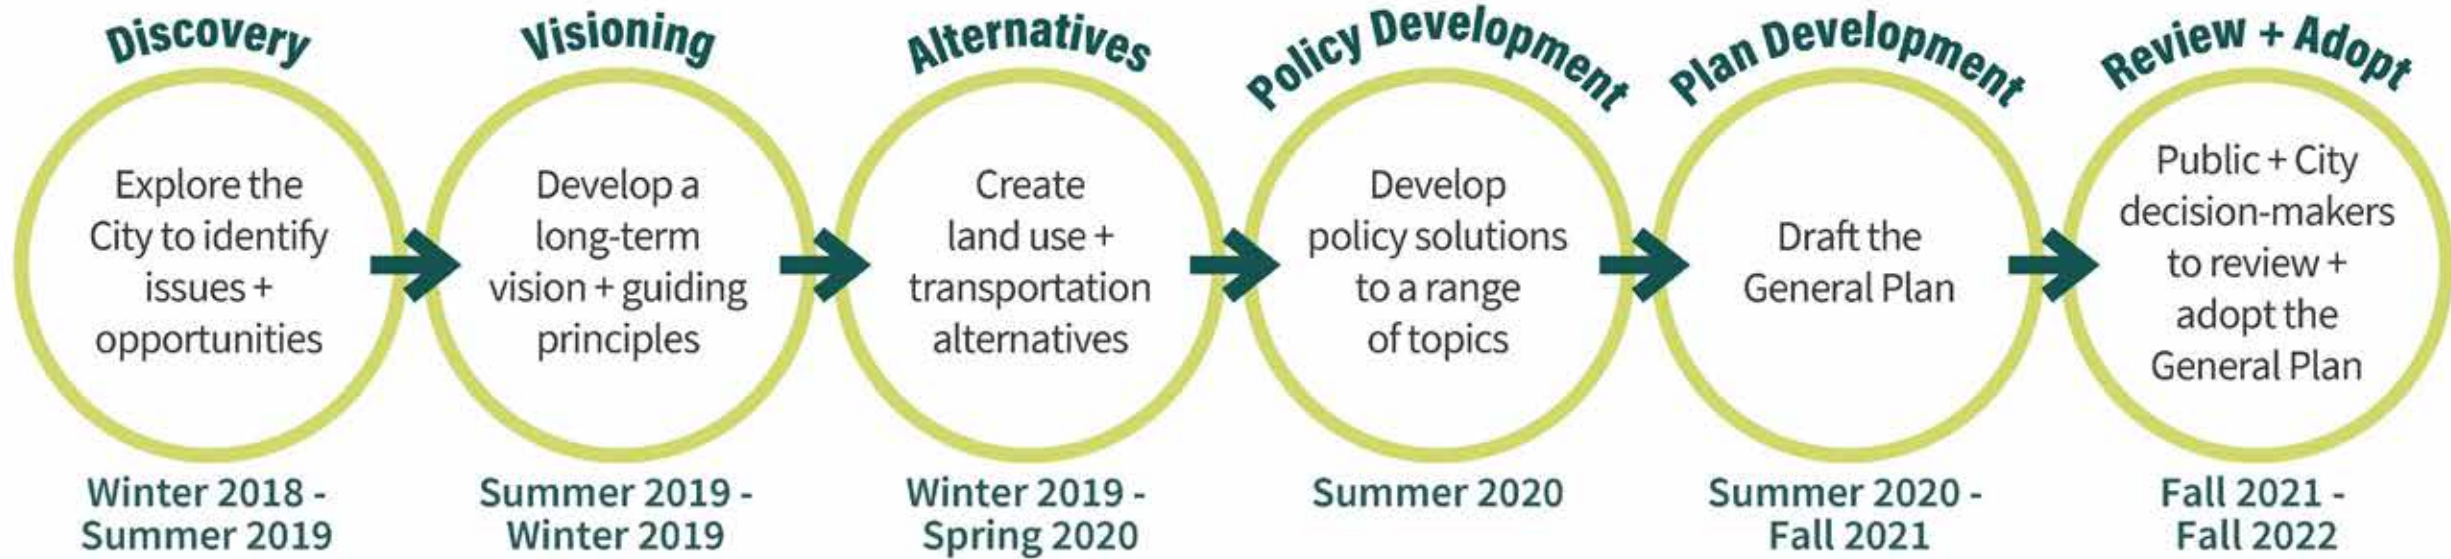 Discovery
Explore the
City to identify
issues +
opportunities
Winter 2018 -
Summer 2019
Visioning
Develop a
long-term
vision + guiding
principles
Summer 2019 -
Winter 2019
Alternatives
Create
land use +
transportation
alternatives
Winter 2019 -
Spring 2020
Policy Development
Develop
policy solutions
to a range
of topics
Summer 2020
Plan Development
Draft the
General Plan
Summer 2020 -
Fall 2021
Review + Adopt
Public + City
decision-makers
to review +
adopt the
General Plan
Fall 2021 -
Fall 2022